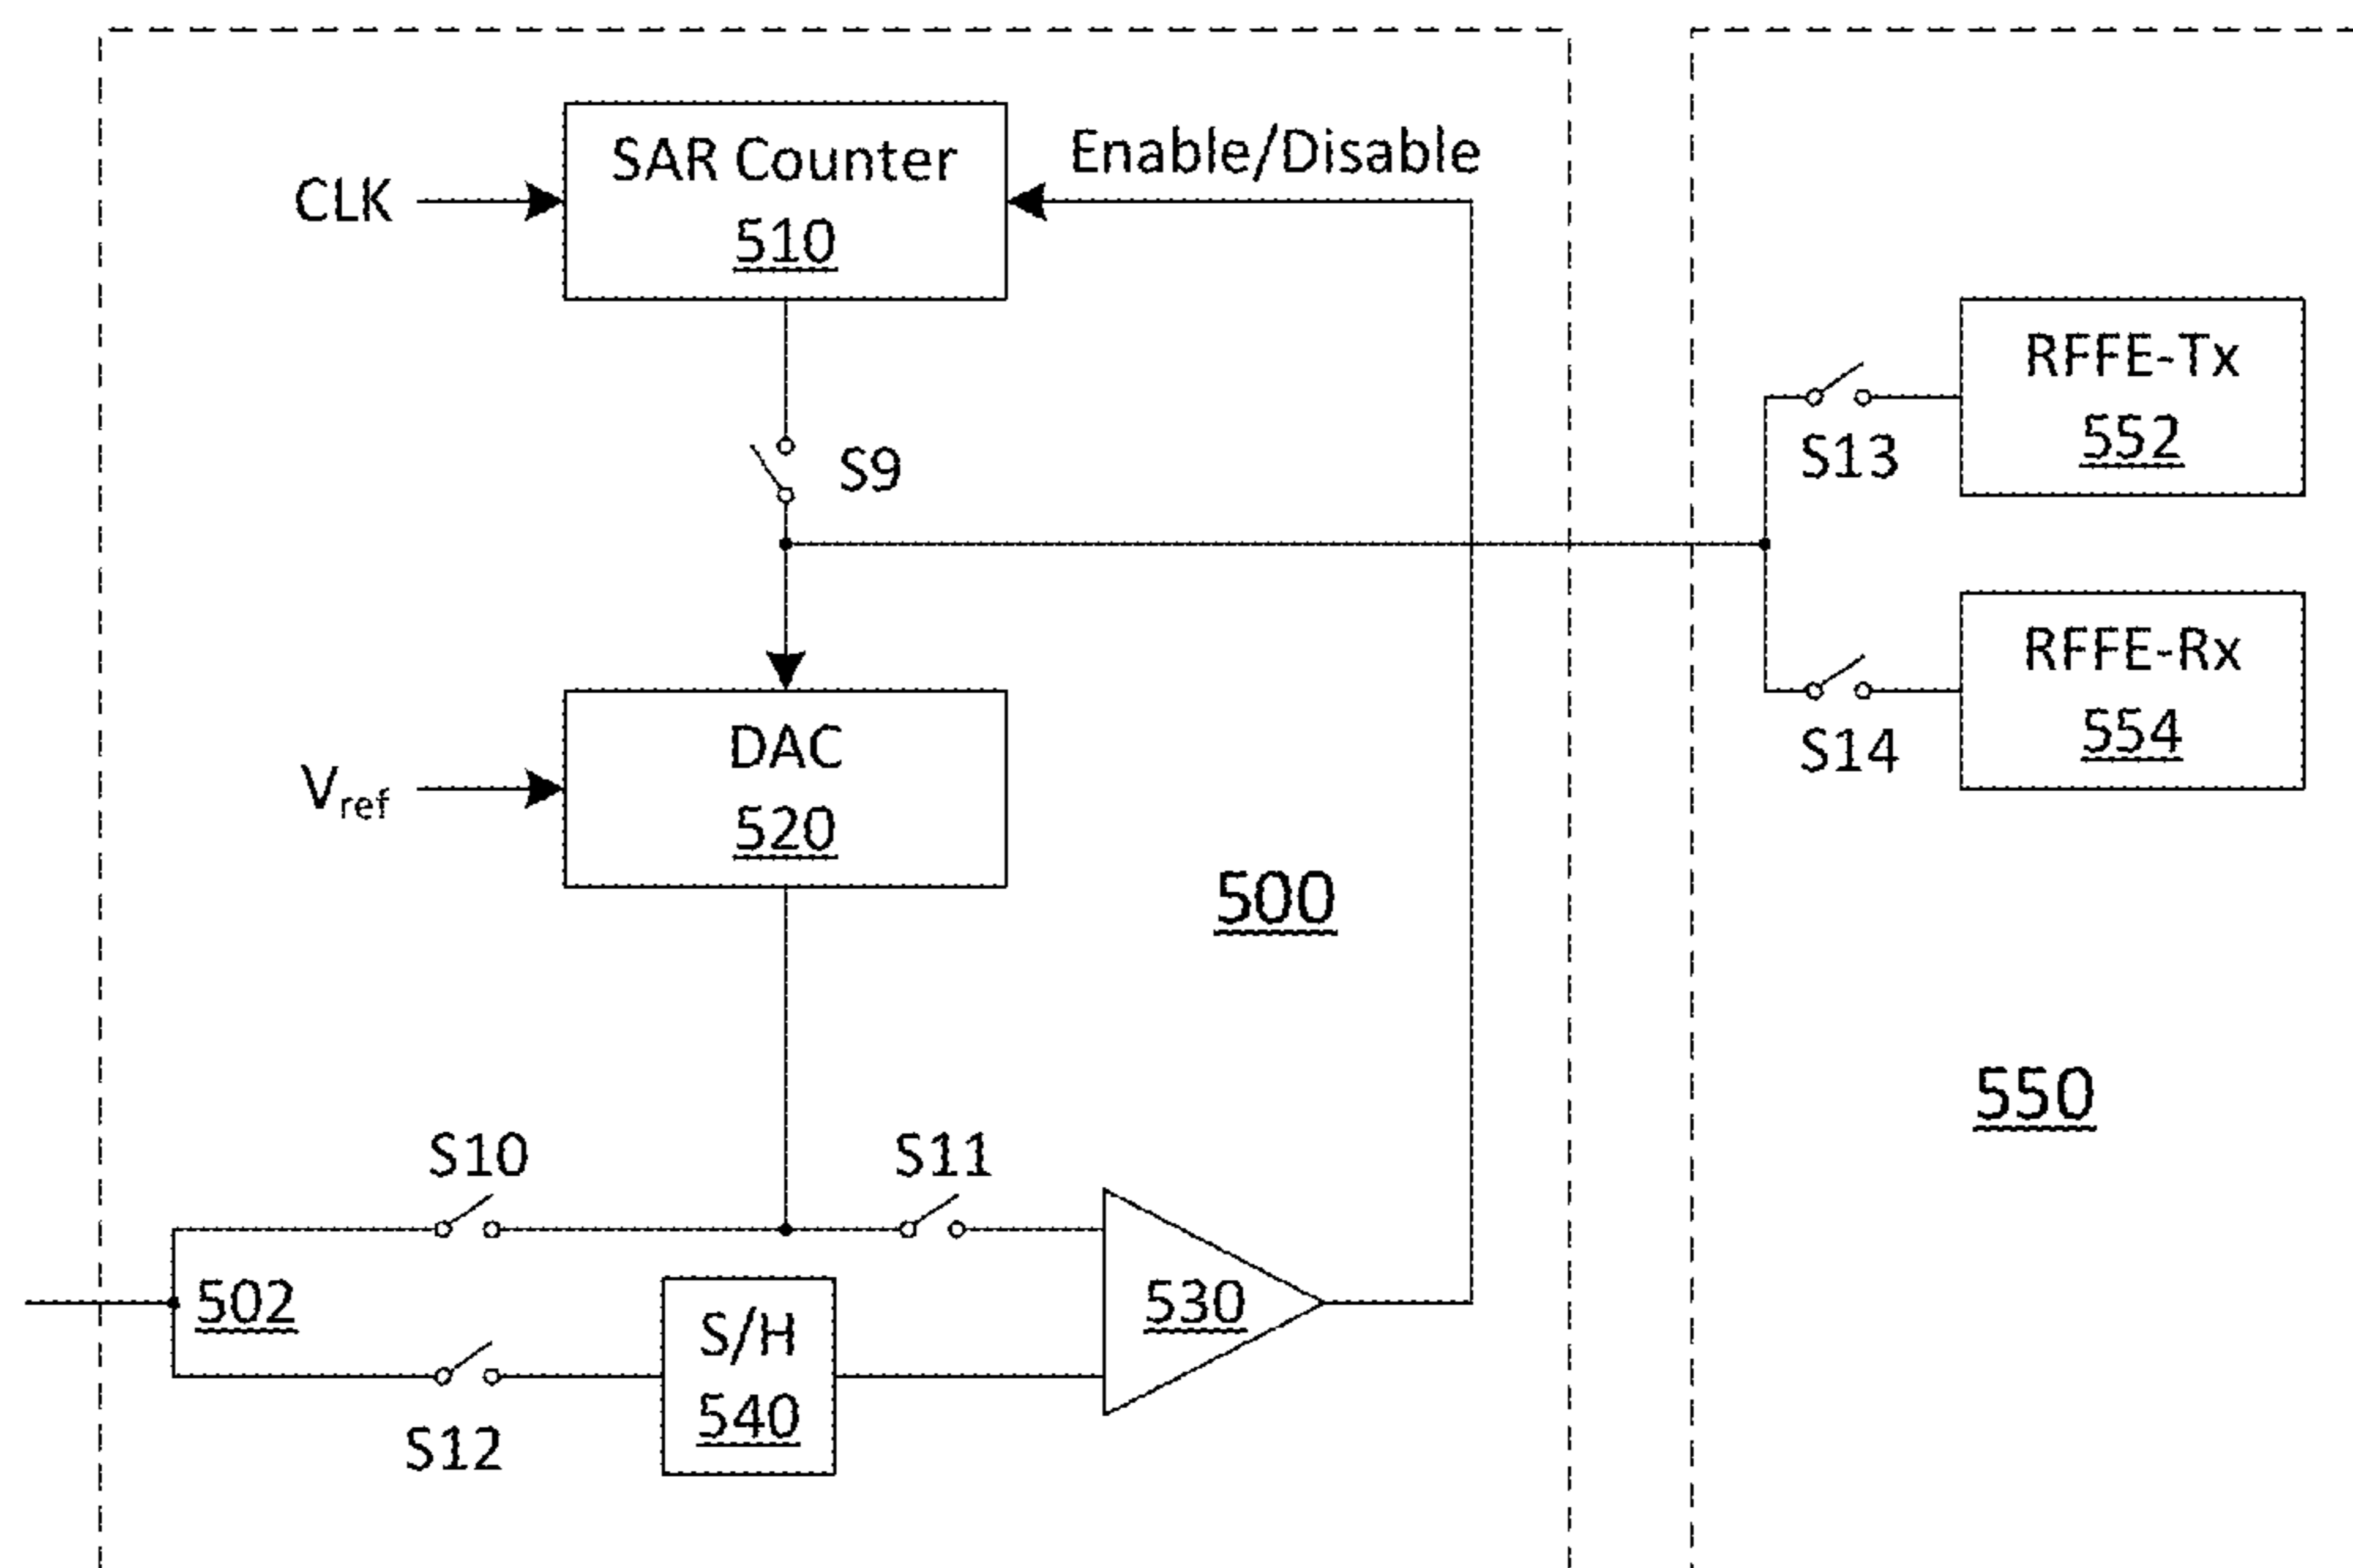 SAR Counter
510
Enable/Disable
CLK
S9
RFFE-Tx
552
S13
RFFE-Rx
554
S14
DAC
520
Vref
500
550
S10
S11
502
S/H
540
530
S12